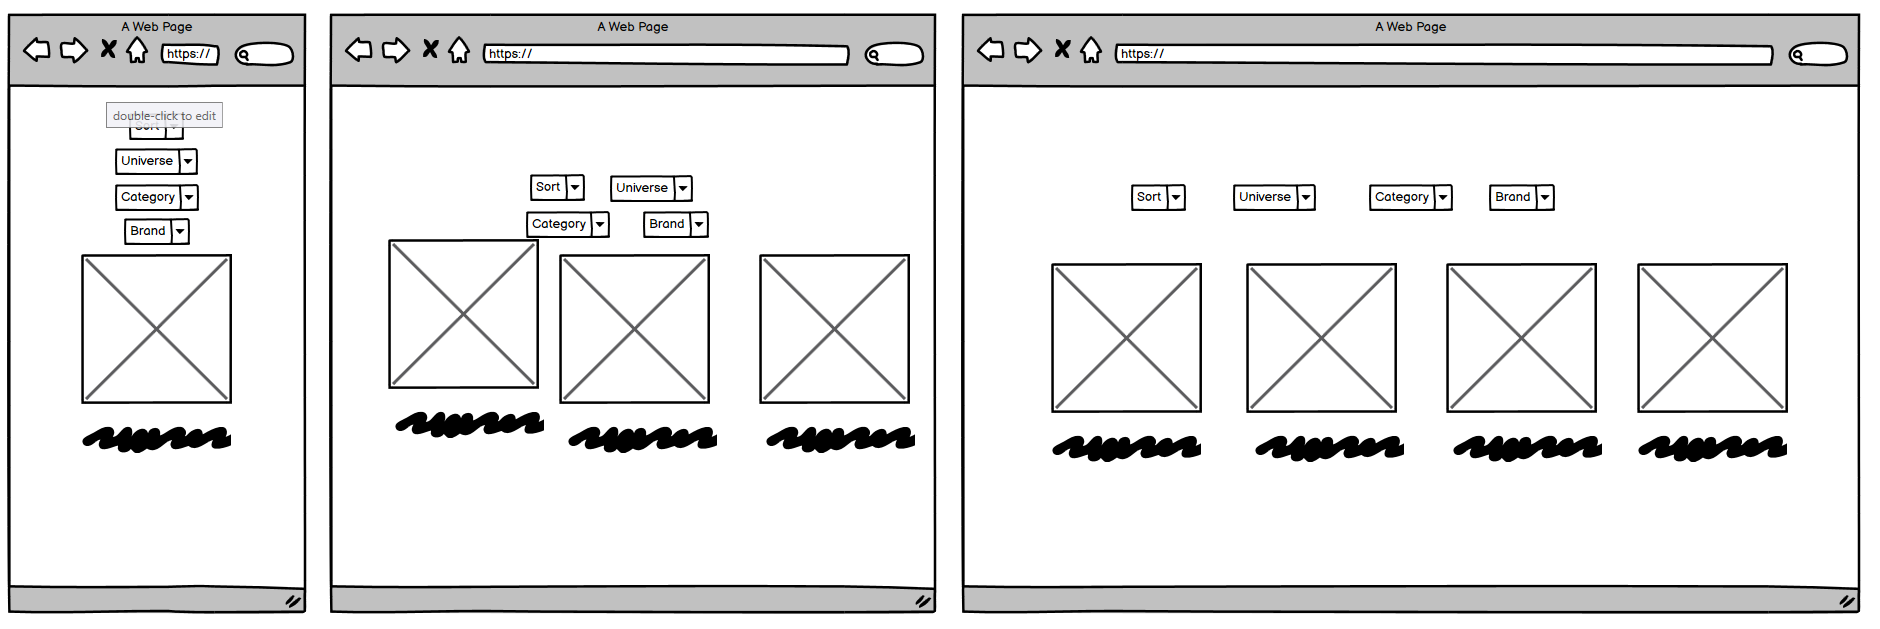 A Web Page
https://
double-click to edit
Sort
Universe
Category
Brand
A Web Page
https://
Sort Universe
Category Brand
A Web Page
https://
Sort Universe Category Brand